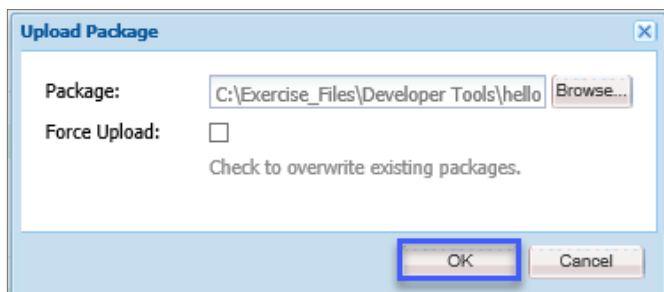 Upload Package
Package: C:\Exercise_Files\Developer Tools\hello Browse...
Force Upload:
Check to overwrite existing packages.
OK Cancel